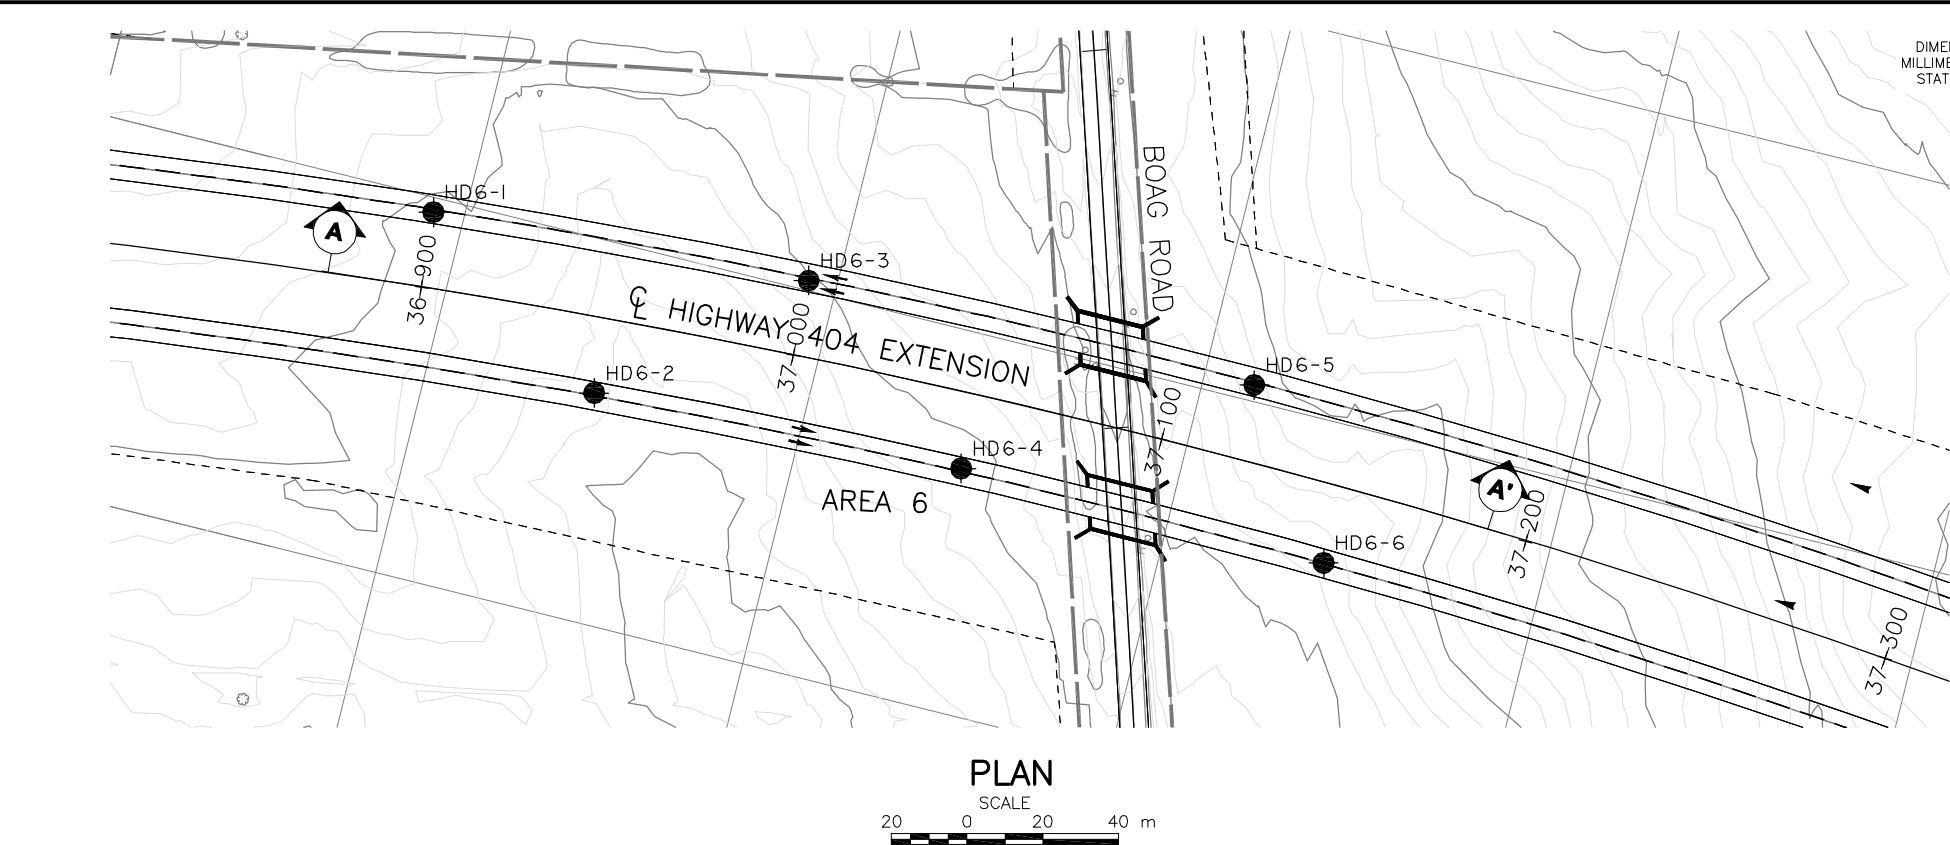 DIME
MILLIME
STAT
HD6-1
A
36-900
HD6-3
BOAG ROAD
℄ HIGHWAY 404 EXTENSION
37-000
HD6-2
HD6-5
HD6-4
37-100
AREA 6
A'
37-200
HD6-6
37-300
PLAN
SCALE
20 0 20 40 m